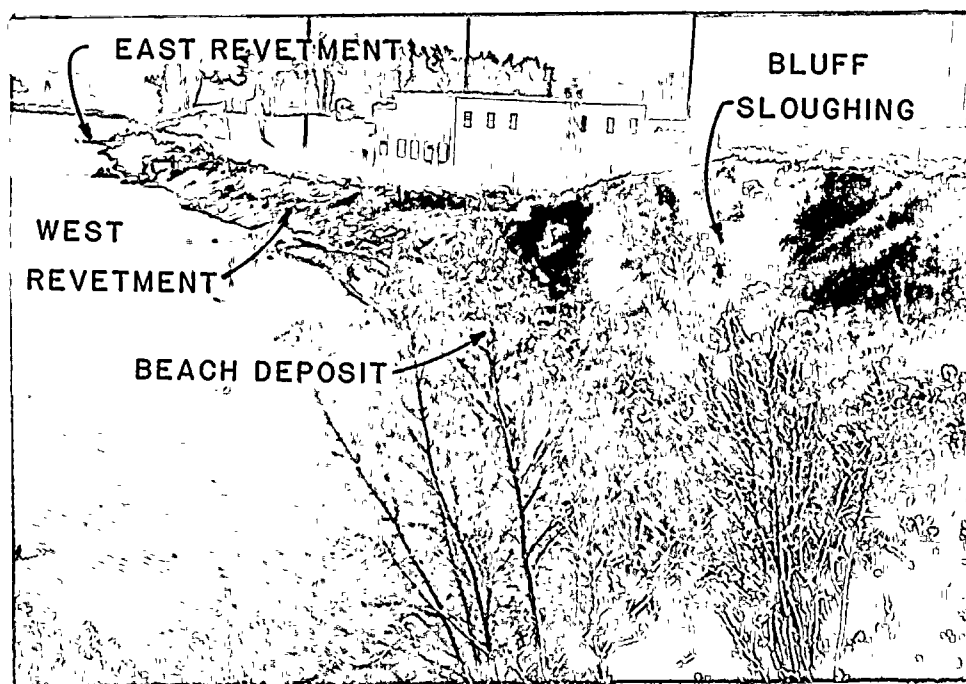 EAST REVETMENT
BLUFF
SLOUGHING
WEST
REVETMENT
BEACH DEPOSIT